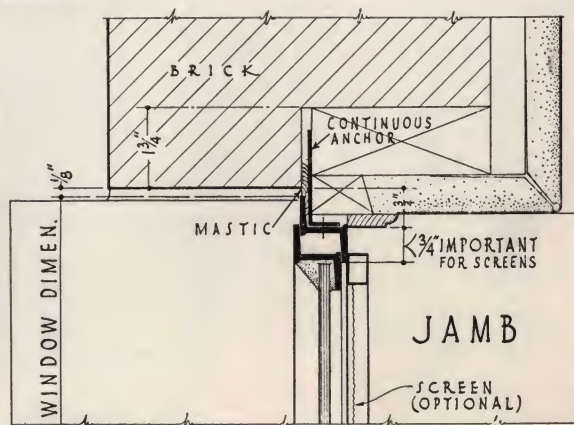 BRICK
CONTINUOUS
ANCHOR
1 3/4"
1/8"
MASTIC
3/4"
3/4" IMPORTANT
FOR SCREENS
WINDOW DIMEN.
JAMB
SCREEN
(OPTIONAL)